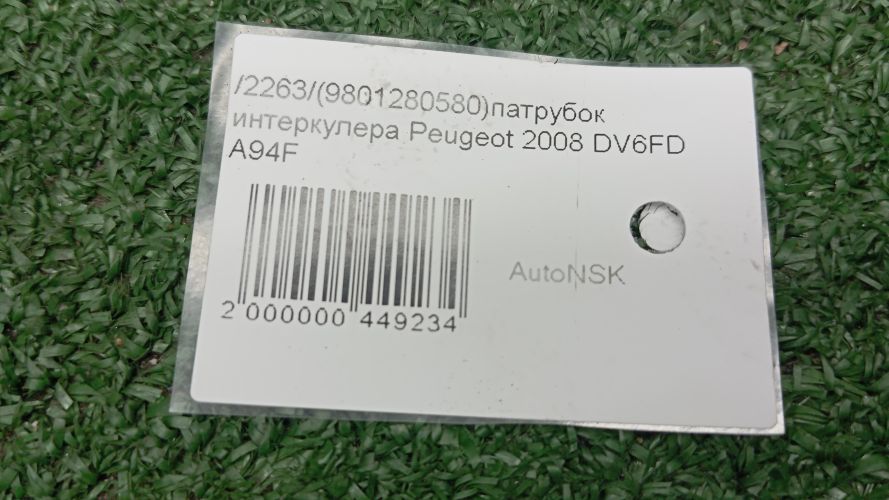 /2263/(9801280580)патрубок
интеркулера Peugeot 2008 DV6FD
A94F
AutoNSK
2 000000 449234